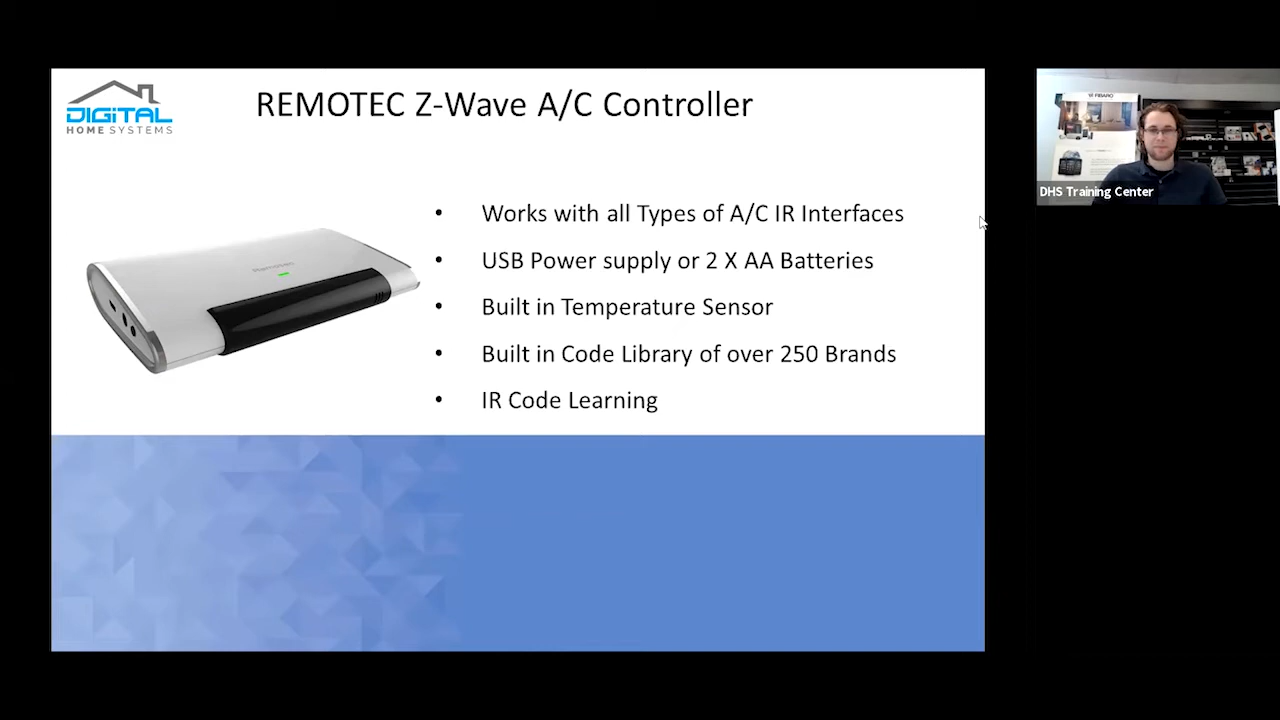 DIGITAL
HOME SYSTEMS
REMOTEC Z-Wave A/C Controller
• Works with all Types of A/C IR Interfaces
• USB Power supply or 2 X AA Batteries
• Built in Temperature Sensor
• Built in Code Library of over 250 Brands
• IR Code Learning
Remotec
FIBARO
DHS Training Center